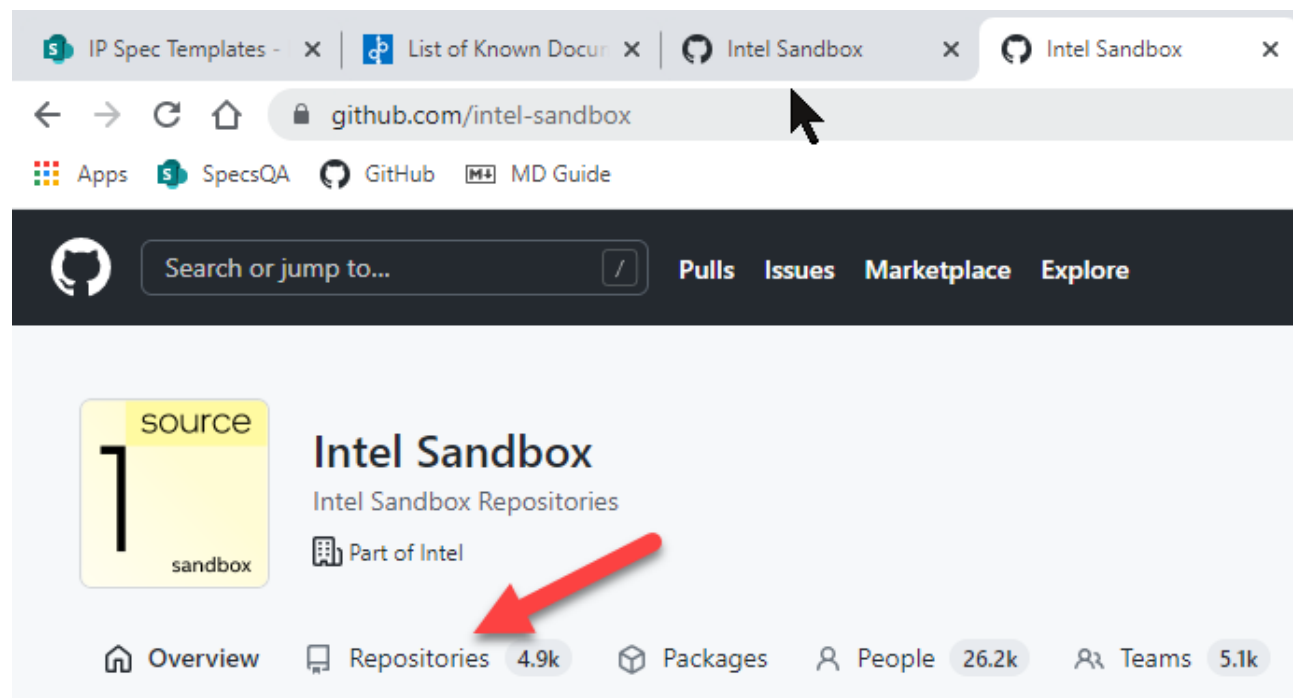 IP Spec Templates - List of Known Docum Intel Sandbox Intel Sandbox
github.com/intel-sandbox
Apps SpecsQA GitHub M↓ MD Guide
Search or jump to... / Pulls Issues Marketplace Explore
source
1
sandbox
Intel Sandbox
Intel Sandbox Repositories
Part of Intel
Overview Repositories 4.9k Packages People 26.2k Teams 5.1k